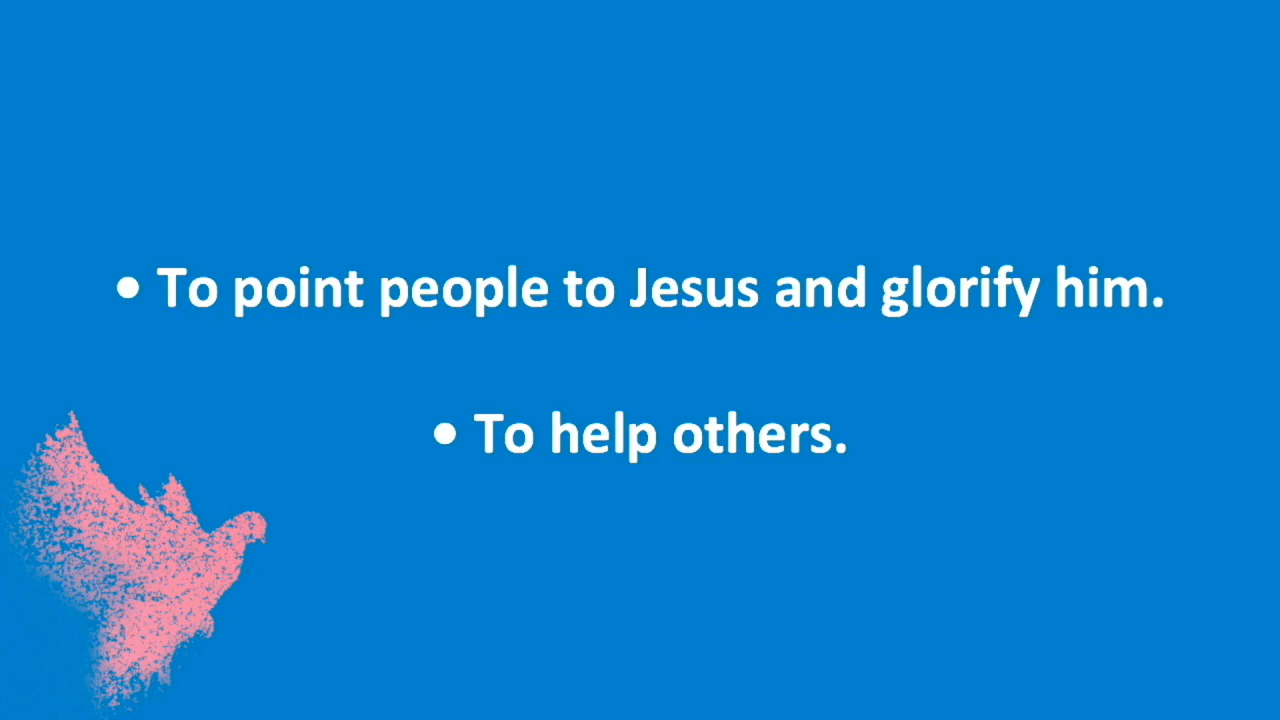 • To point people to Jesus and glorify him.
• To help others.